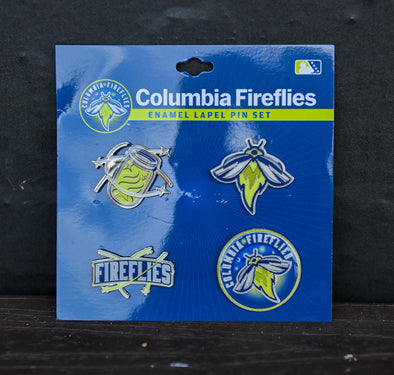 COLUMBIA FIREFLIES
Columbia Fireflies
ENAMEL LAPEL PIN SET
FIREFLIES
COLUMBIA FIREFLIES